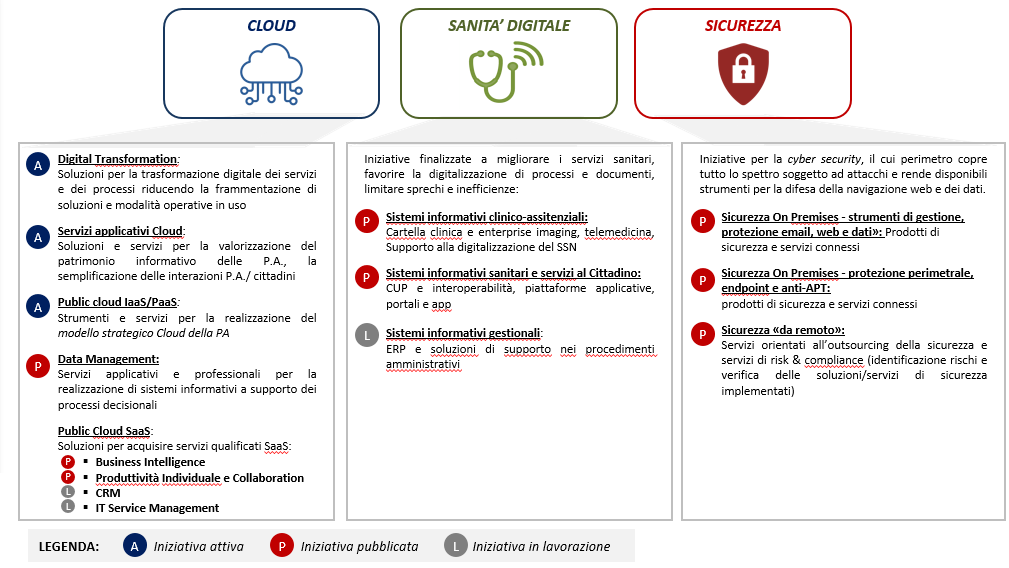 CLOUD
SANITA’ DIGITALE
SICUREZZA
A
Digital Transformation:
Soluzioni per la trasformazione digitale dei servizi
e dei processi riducendo la frammentazione di
soluzioni e modalità operative in uso
A
Servizi applicativi Cloud:
Soluzioni e servizi per la valorizzazione del
patrimonio informativo delle P.A., la
semplificazione delle interazioni P.A./ cittadini
A
Public cloud IaaS/PaaS:
Strumenti e servizi per la realizzazione del
modello strategico Cloud della PA
P
Data Management:
Servizi applicativi e professionali per la
realizzazione di sistemi informativi a supporto dei
processi decisionali
Public Cloud SaaS:
Soluzioni per acquisire servizi qualificati SaaS:
P ▪ Business Intelligence
P ▪ Produttività Individuale e Collaboration
L ▪ CRM
L ▪ IT Service Management
Iniziative finalizzate a migliorare i servizi sanitari,
favorire la digitalizzazione di processi e documenti,
limitare sprechi e inefficienze:
P
Sistemi informativi clinico-assitenziali:
Cartella clinica e enterprise imaging, telemedicina,
Supporto alla digitalizzazione del SSN
P
Sistemi informativi sanitari e servizi al Cittadino:
CUP e interoperabilità, piattaforme applicative,
portali e app
L
Sistemi informativi gestionali:
ERP e soluzioni di supporto nei procedimenti
amministrativi
Iniziative per la cyber security, il cui perimetro copre
tutto lo spettro soggetto ad attacchi e rende disponibili
strumenti per la difesa della navigazione web e dei dati.
P
Sicurezza On Premises - strumenti di gestione,
protezione email, web e dati»: Prodotti di
sicurezza e servizi connessi
P
Sicurezza On Premises - protezione perimetrale,
endpoint e anti-APT:
prodotti di sicurezza e servizi connessi
P
Sicurezza «da remoto»:
Servizi orientati all’outsourcing della sicurezza e
servizi di risk & compliance (identificazione rischi e
verifica delle soluzioni/servizi di sicurezza
implementati)
LEGENDA: A Iniziativa attiva P Iniziativa pubblicata L Iniziativa in lavorazione